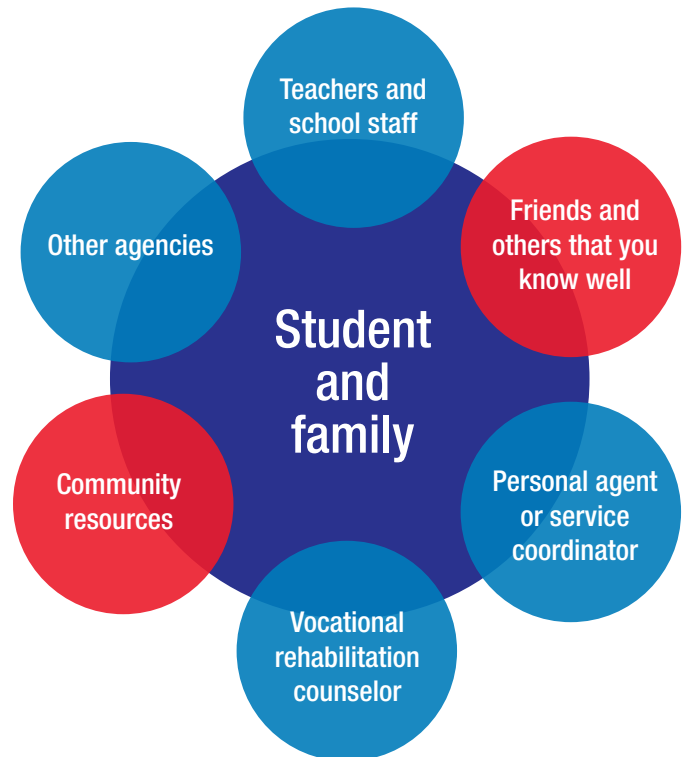 Teachers and
school staff
Friends and
others that you
know well
Other agencies
Student
and
family
Community
resources
Personal agent
or service
coordinator
Vocational
rehabilitation
counselor